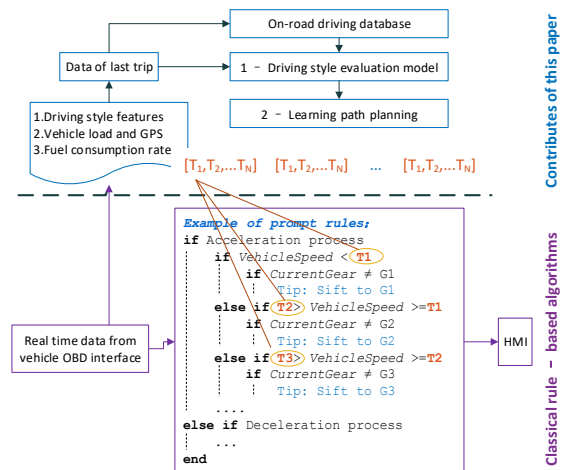 On-road driving database
Data of last trip
1 - Driving style evaluation model
2 - Learning path planning
1.Driving style features
2.Vehicle load and GPS
3.Fuel consumption rate
[T1,T2,...TN] [T1,T2,...TN] ... [T1,T2,...TN]
Contributes of this paper
Example of prompt rules:
if Acceleration process
if VehicleSpeed < T1
if CurrentGear ≠ G1
Tip: Sift to G1
else if T2> VehicleSpeed >=T1
if CurrentGear ≠ G2
Tip: Sift to G2
else if T3> VehicleSpeed >=T2
if CurrentGear ≠ G3
Tip: Sift to G3
....
else if Deceleration process
...
end
Real time data from
vehicle OBD interface
HMI
Classical rule - based algorithms